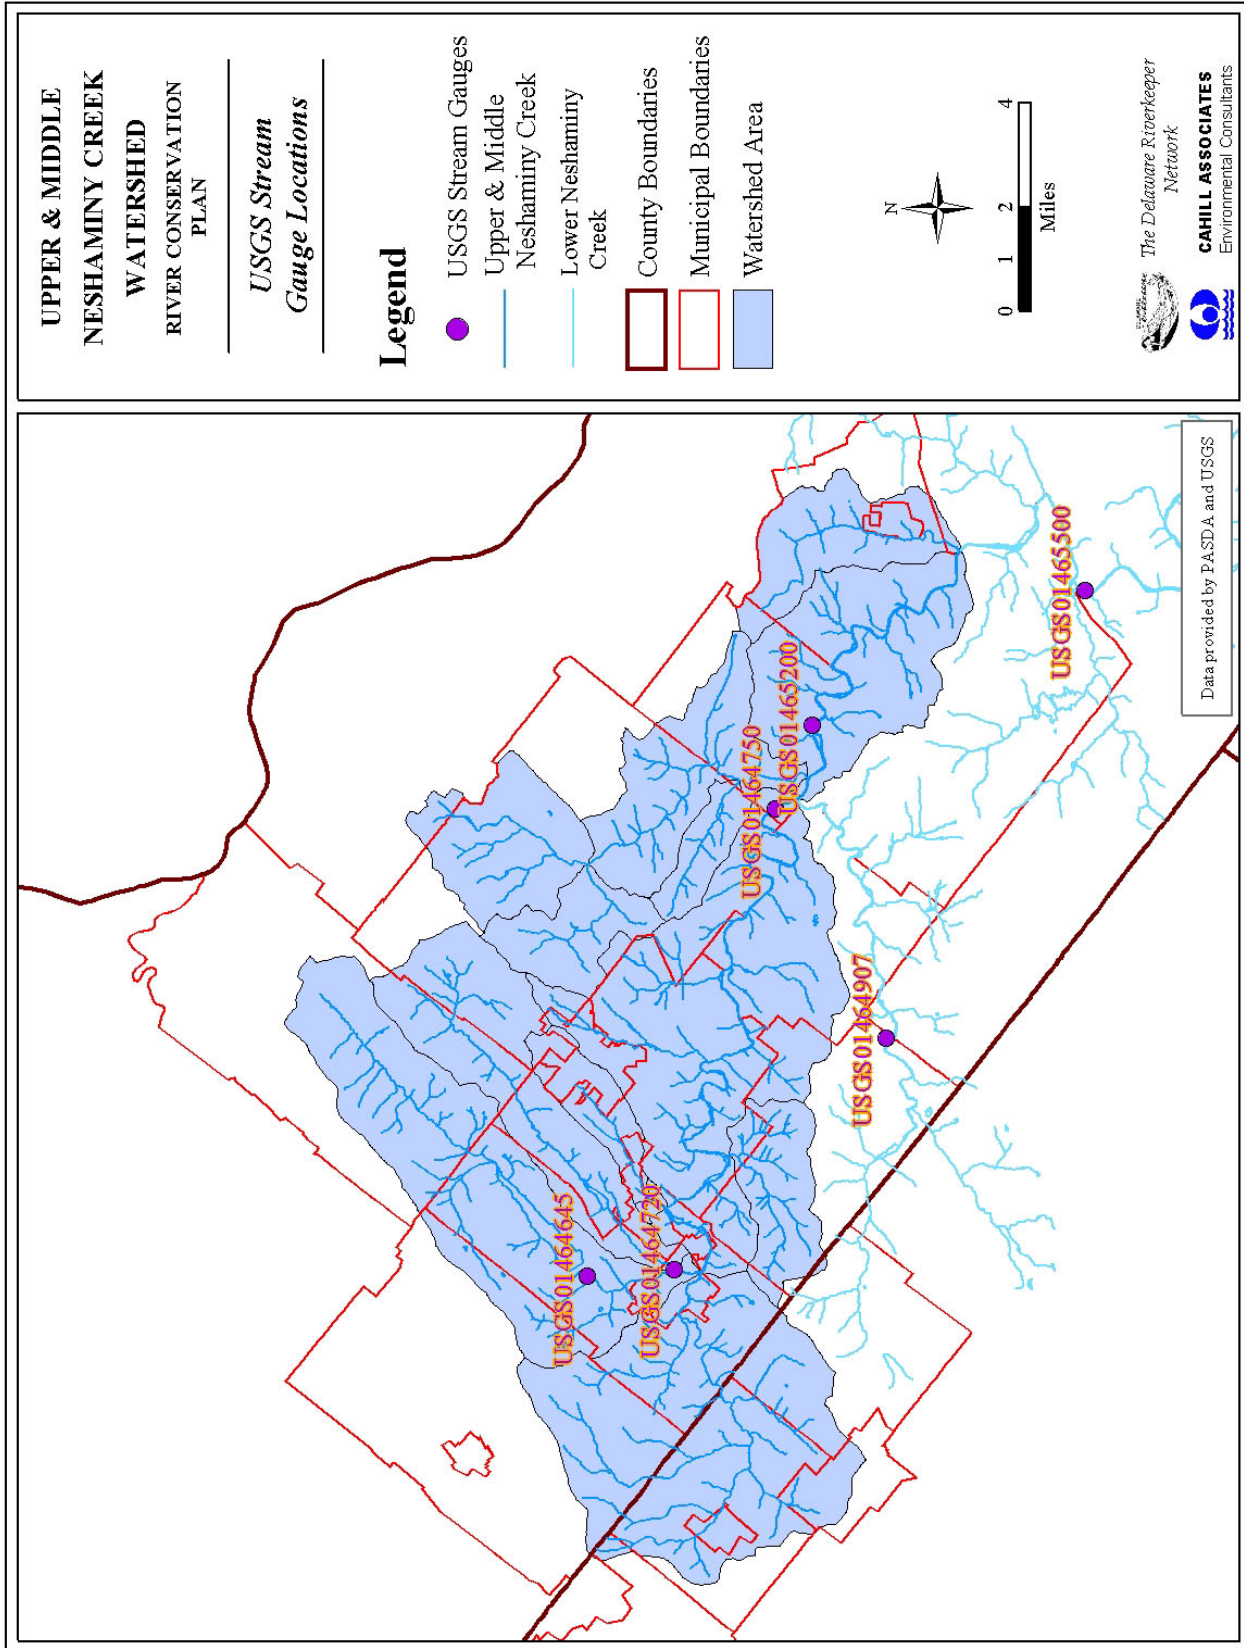 UPPER & MIDDLE
NESHAMINY CREEK
WATERSHED
RIVER CONSERVATION
PLAN
USGS Stream
Gauge Locations
Legend
USGS Stream Gauges
Upper & Middle
Neshaminy Creek
Lower Neshaminy
Creek
County Boundaries
Municipal Boundaries
Watershed Area
N
0 1 2 4
Miles
The Delaware Riverkeeper
Network
CAHILL ASSOCIATES
Environmental Consultants
USGS01464645
USGS01464720
USGS01464750
USGS01465200
USGS01464907
USGS01465500
Data provided by PASDA and USGS